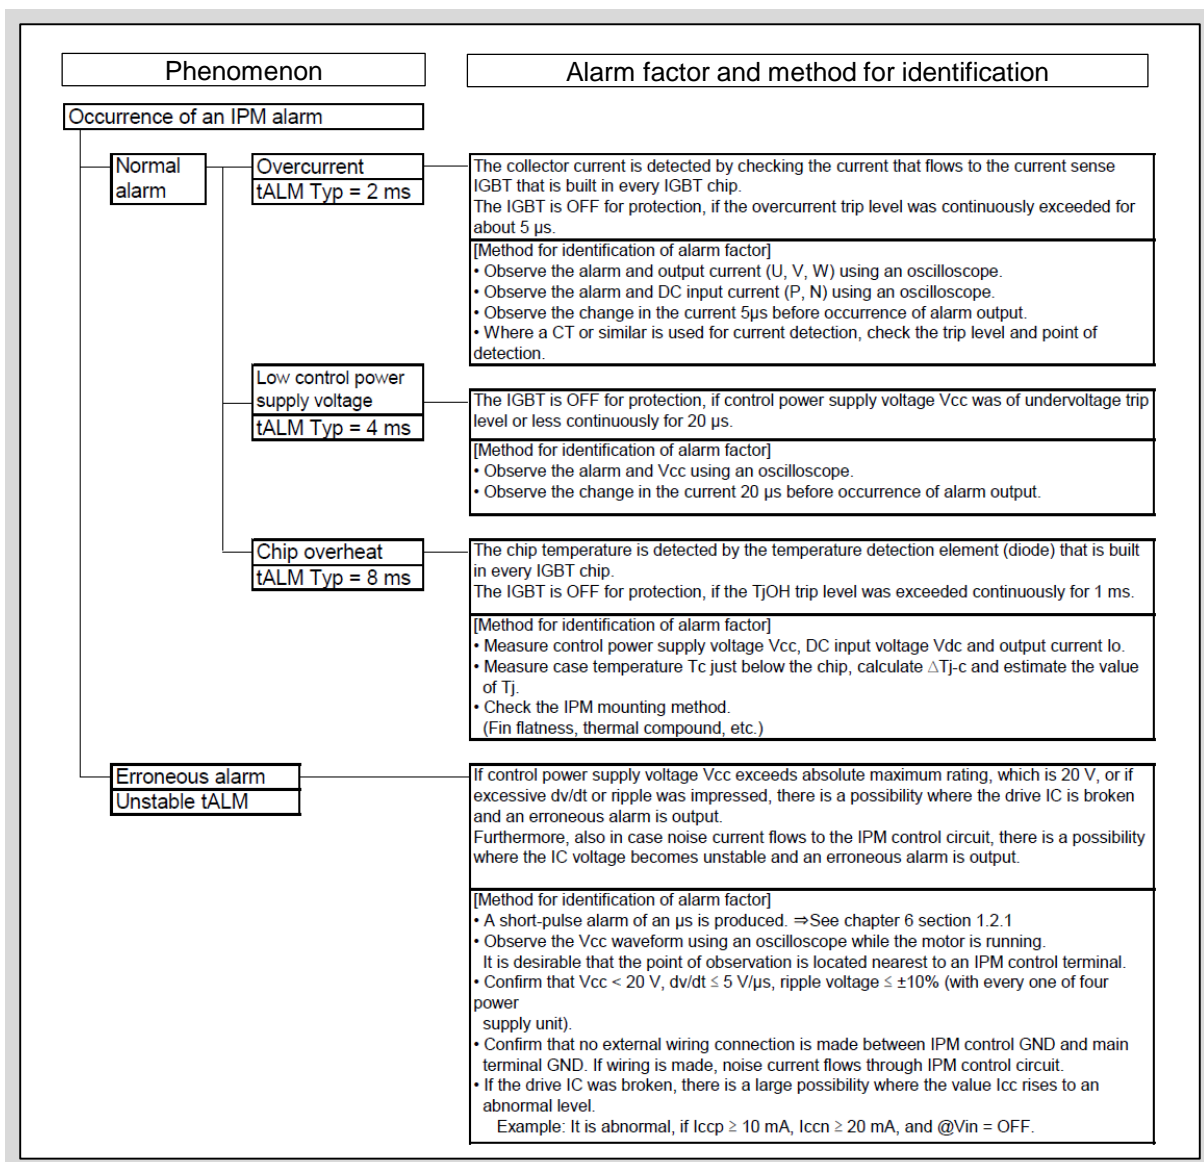 Phenomenon
Alarm factor and method for identification
Occurrence of an IPM alarm
Normal
alarm
Overcurrent
tALM Typ = 2 ms
The collector current is detected by checking the current that flows to the current sense
IGBT that is built in every IGBT chip.
The IGBT is OFF for protection, if the overcurrent trip level was continuously exceeded for
about 5 μs.
[Method for identification of alarm factor]
• Observe the alarm and output current (U, V, W) using an oscilloscope.
• Observe the alarm and DC input current (P, N) using an oscilloscope.
• Observe the change in the current 5μs before occurrence of alarm output.
• Where a CT or similar is used for current detection, check the trip level and point of
detection.
Low control power
supply voltage
tALM Typ = 4 ms
The IGBT is OFF for protection, if control power supply voltage Vcc was of undervoltage trip
level or less continuously for 20 μs.
[Method for identification of alarm factor]
• Observe the alarm and Vcc using an oscilloscope.
• Observe the change in the current 20 μs before occurrence of alarm output.
Chip overheat
tALM Typ = 8 ms
The chip temperature is detected by the temperature detection element (diode) that is built
in every IGBT chip.
The IGBT is OFF for protection, if the TjOH trip level was exceeded continuously for 1 ms.
[Method for identification of alarm factor]
• Measure control power supply voltage Vcc, DC input voltage Vdc and output current Io.
• Measure case temperature Tc just below the chip, calculate △Tj-c and estimate the value
of Tj.
• Check the IPM mounting method.
(Fin flatness, thermal compound, etc.)
Erroneous alarm
Unstable tALM
If control power supply voltage Vcc exceeds absolute maximum rating, which is 20 V, or if
excessive dv/dt or ripple was impressed, there is a possibility where the drive IC is broken
and an erroneous alarm is output.
Furthermore, also in case noise current flows to the IPM control circuit, there is a possibility
where the IC voltage becomes unstable and an erroneous alarm is output.
[Method for identification of alarm factor]
• A short-pulse alarm of an μs is produced. ⇒See chapter 6 section 1.2.1
• Observe the Vcc waveform using an oscilloscope while the motor is running.
It is desirable that the point of observation is located nearest to an IPM control terminal.
• Confirm that Vcc < 20 V, dv/dt ≤ 5 V/μs, ripple voltage ≤ ±10% (with every one of four
power
supply unit).
• Confirm that no external wiring connection is made between IPM control GND and main
terminal GND. If wiring is made, noise current flows through IPM control circuit.
• If the drive IC was broken, there is a large possibility where the value Icc rises to an
abnormal level.
Example: It is abnormal, if Iccp ≥ 10 mA, Iccn ≥ 20 mA, and @Vin = OFF.